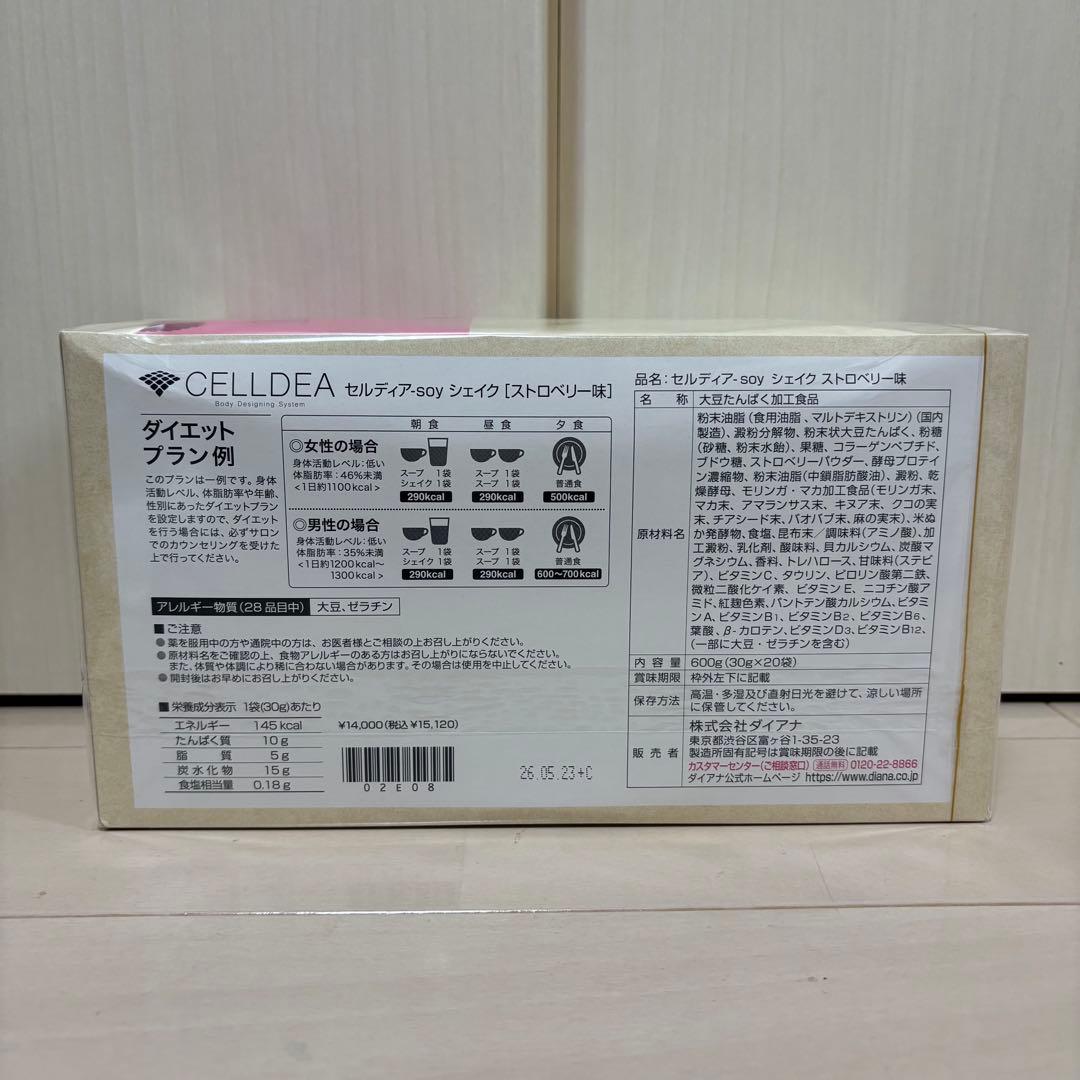 CELLDEA
Body Designing System
セルディア-soy シェイク [ストロベリー味]
ダイエット
プラン例
このプランは一例です。身体
活動レベル、体脂肪率や年齢、
性別にあったダイエットプラン
を設定しますので、ダイエット
を行う場合には、必ずサロン
でのカウンセリングを受けた
上で行ってください。
朝食 昼食 夕食
◎女性の場合
身体活動レベル:低い
体脂肪率:46%未満
<1日約1100kcal>
スープ 1袋
シェイク 1袋
290kcal
スープ 1袋
シェイク 1袋
290kcal
普通食
500kcal
◎男性の場合
身体活動レベル:低い
体脂肪率:35%未満
<1日約1200kcal〜
1300kcal>
スープ 1袋
シェイク 1袋
290kcal
スープ 1袋
シェイク 1袋
290kcal
普通食
600〜700kcal
アレルギー物質(28品目中) 大豆、ゼラチン
■ご注意
●薬を服用中の方や通院中の方は、お医者様とご相談の上お召し上がりください。
●原材料名をご確認の上、食物アレルギーのある方はお召し上がりにならないでください。
また、体質や体調により稀に合わない場合があります。その場合は使用を中止してください。
●開封後はお早めにお召し上がりください。
■栄養成分表示 1袋(30g)あたり
エネルギー 145kcal
たんぱく質 10g
脂質 5g
炭水化物 15g
食塩相当量 0.18g
¥14,000(税込¥15,120)
02E08
26.05.23+C
品名:セルディア-soy シェイク ストロベリー味
名称 大豆たんぱく加工食品
原材料名
粉末油脂(食用油脂、マルトデキストリン)(国内
製造)、澱粉分解物、粉末状大豆たんぱく、粉糖
(砂糖、粉末水飴)、果糖、コラーゲンペプチド、
ブドウ糖、ストロベリーパウダー、酵母プロテイ
ン濃縮物、粉末油脂(中鎖脂肪酸油)、澱粉、乾
燥酵母、モリンガ・マカ加工食品(モリンガ末、
マカ末、アマランサス末、キヌア末、クコの実
末、チアシード末、バオバブ末、麻の実末)、米ぬ
か発酵物、食塩、昆布末/調味料(アミノ酸)、加
工澱粉、乳化剤、酸味料、貝カルシウム、炭酸マ
グネシウム、香料、トレハロース、甘味料(ステビ
ア)、ビタミンC、タウリン、ピロリン酸第二鉄、
微粒二酸化ケイ素、ビタミンE、ニコチン酸ア
ミド、紅麹色素、パントテン酸カルシウム、ビタミ
ンA、ビタミンB1、ビタミンB2、ビタミンB6、
葉酸、β-カロテン、ビタミンD3、ビタミンB12、
(一部に大豆・ゼラチンを含む)
内容量 600g(30g×20袋)
賞味期限 枠外左下に記載
保存方法 高温・多湿及び直射日光を避けて、涼しい場所
に保管してください。
販売者
株式会社ダイアナ
東京都渋谷区富ヶ谷1-35-23
製造所固有記号は賞味期限の後に記載
カスタマーセンター(ご相談窓口) 通話無料 0120-22-8866
ダイアナ公式ホームページ https://www.diana.co.jp